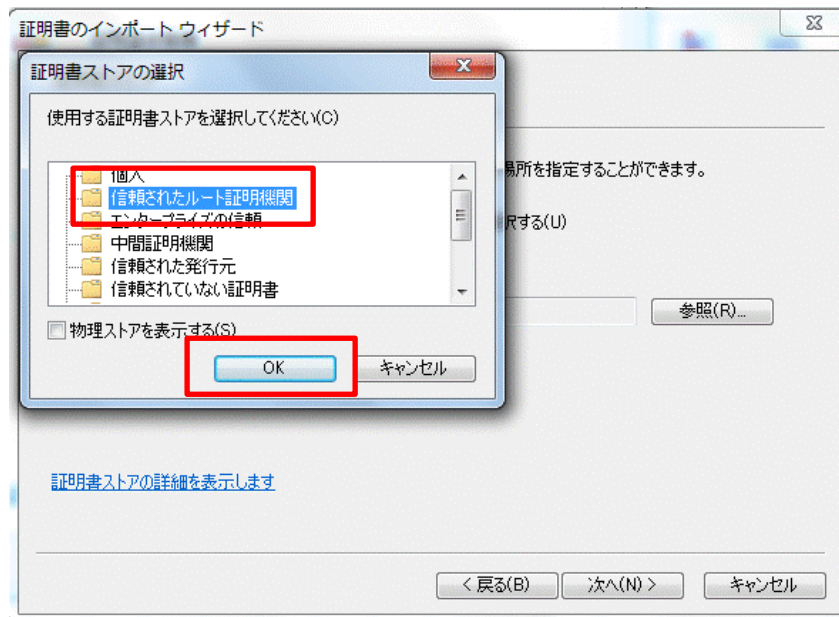 証明書のインポート ウィザード
証明書ストアの選択
使用する証明書ストアを選択してください(C)
個人
信頼されたルート証明機関
エンタープライズの信頼
中間証明機関
信頼された発行元
信頼されていない証明書
物理ストアを表示する(S)
OK
キャンセル
場所を指定することができます。
尺する(U)
参照(R)...
証明書ストアの詳細を表示します
< 戻る(B)
次へ(N) >
キャンセル